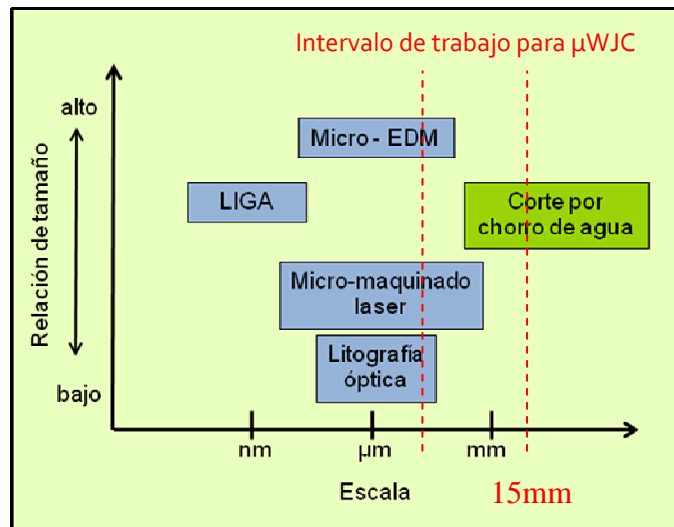 Intervalo de trabajo para µWJC
alto
Relación de tamaño
bajo
Micro - EDM
LIGA
Corte por
chorro de agua
Micro-maquinado
laser
Litografía
óptica
nm
µm
mm
Escala
15mm